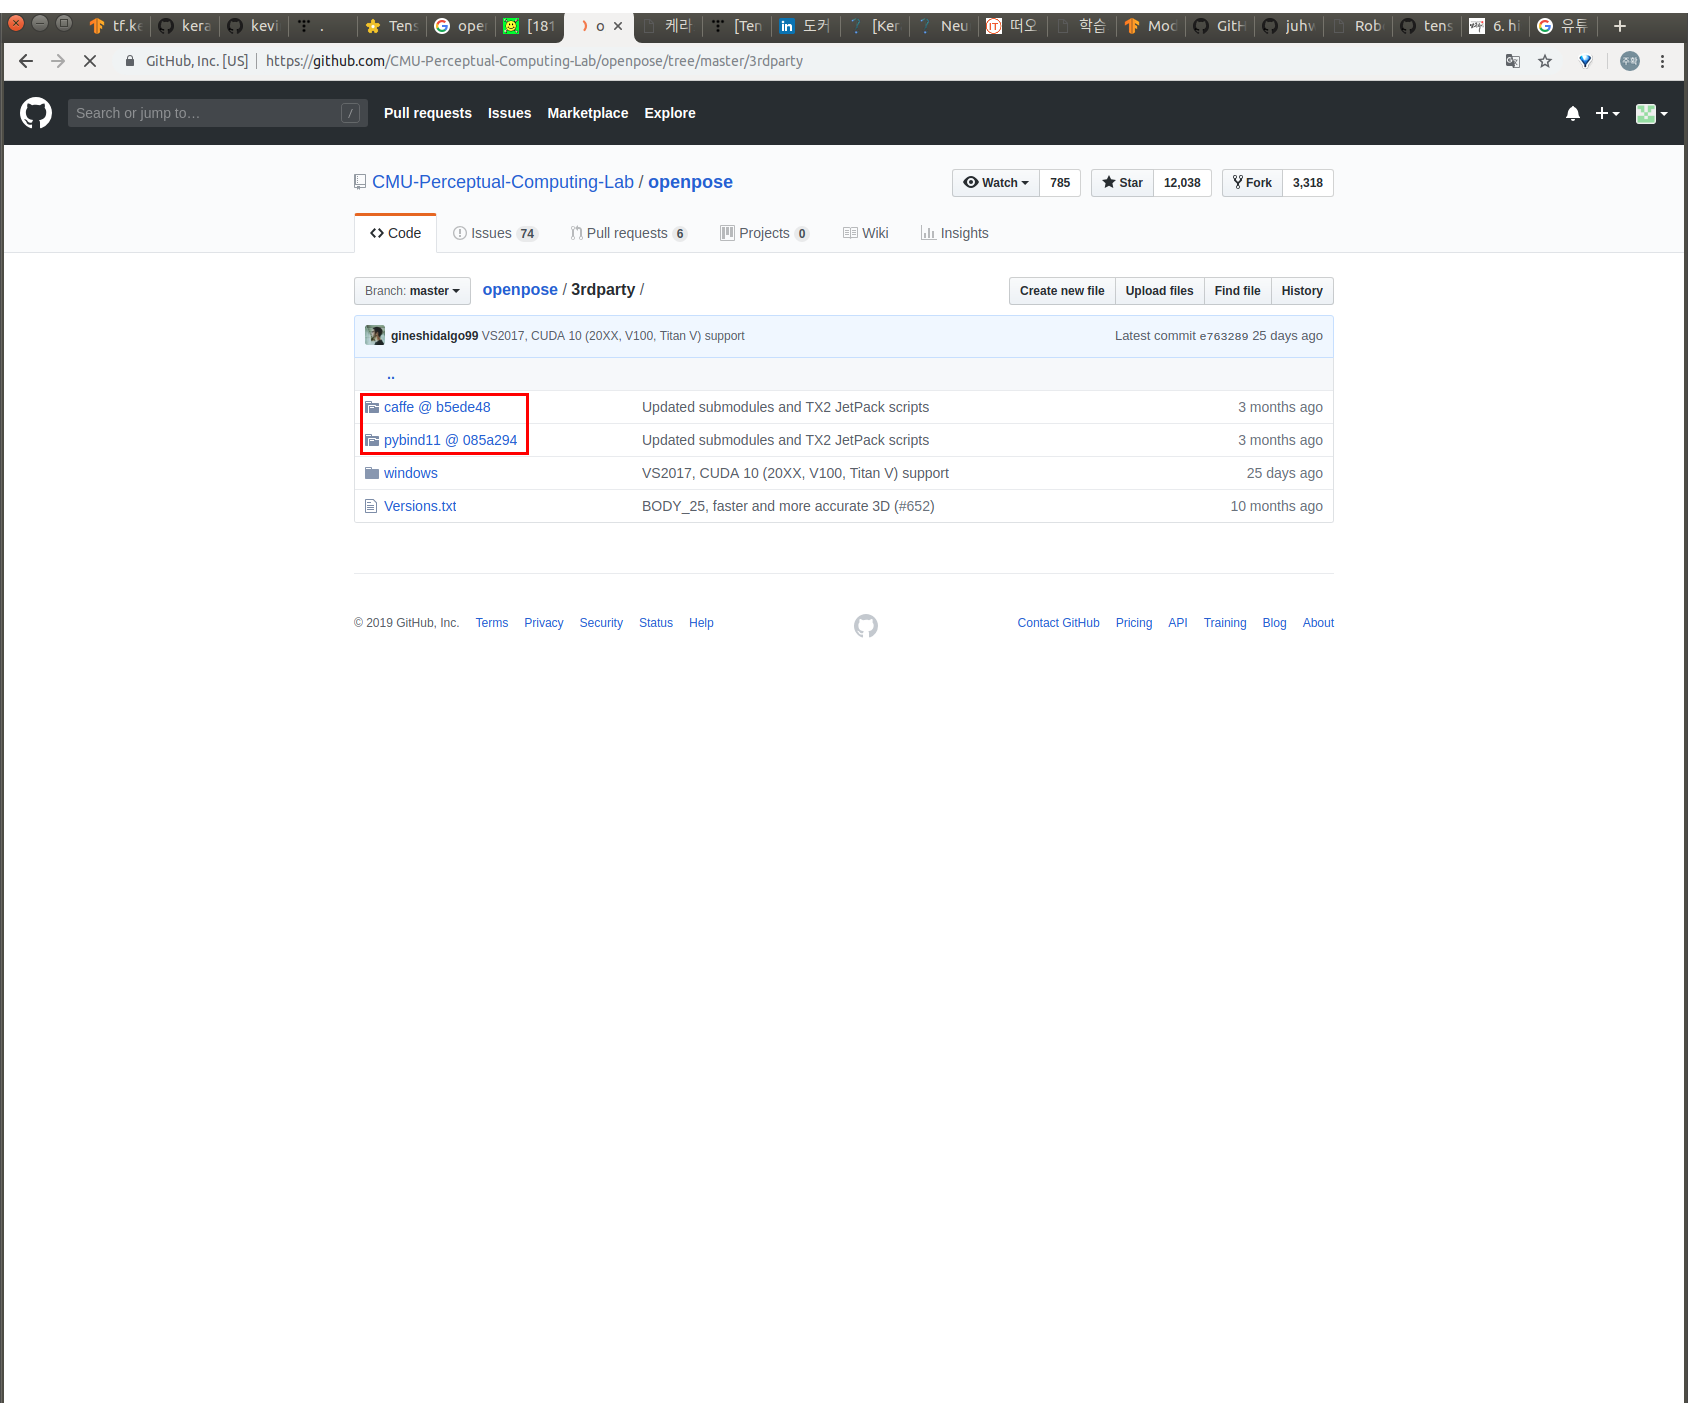 tf.ke kera kevi . Tens ope [181 o 케라 [Ten 도커 [Ker Neu 떠오 학습 Mod GitH juhw Rob tens 6. hi 유튜
GitHub, Inc. [US] https://github.com/CMU-Perceptual-Computing-Lab/openpose/tree/master/3rdparty
Search or jump to… / Pull requests Issues Marketplace Explore
CMU-Perceptual-Computing-Lab / openpose Watch 785 Star 12,038 Fork 3,318
Code Issues 74 Pull requests 6 Projects 0 Wiki Insights
Branch: master openpose / 3rdparty / Create new file Upload files Find file History
gineshidalgo99 VS2017, CUDA 10 (20XX, V100, Titan V) support Latest commit e763289 25 days ago
..
caffe @ b5ede48 Updated submodules and TX2 JetPack scripts 3 months ago
pybind11 @ 085a294 Updated submodules and TX2 JetPack scripts 3 months ago
windows VS2017, CUDA 10 (20XX, V100, Titan V) support 25 days ago
Versions.txt BODY_25, faster and more accurate 3D (#652) 10 months ago
© 2019 GitHub, Inc. Terms Privacy Security Status Help Contact GitHub Pricing API Training Blog About